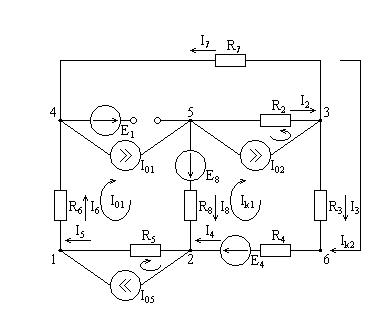 I7 R7
4 5 R2 I2 3
E1
I01 I02
E8
R6 I6 I01 R8 I8 Ik1 R3 I3
I5 R5 I4 R4 Ik2
1 2 E4 6
I05